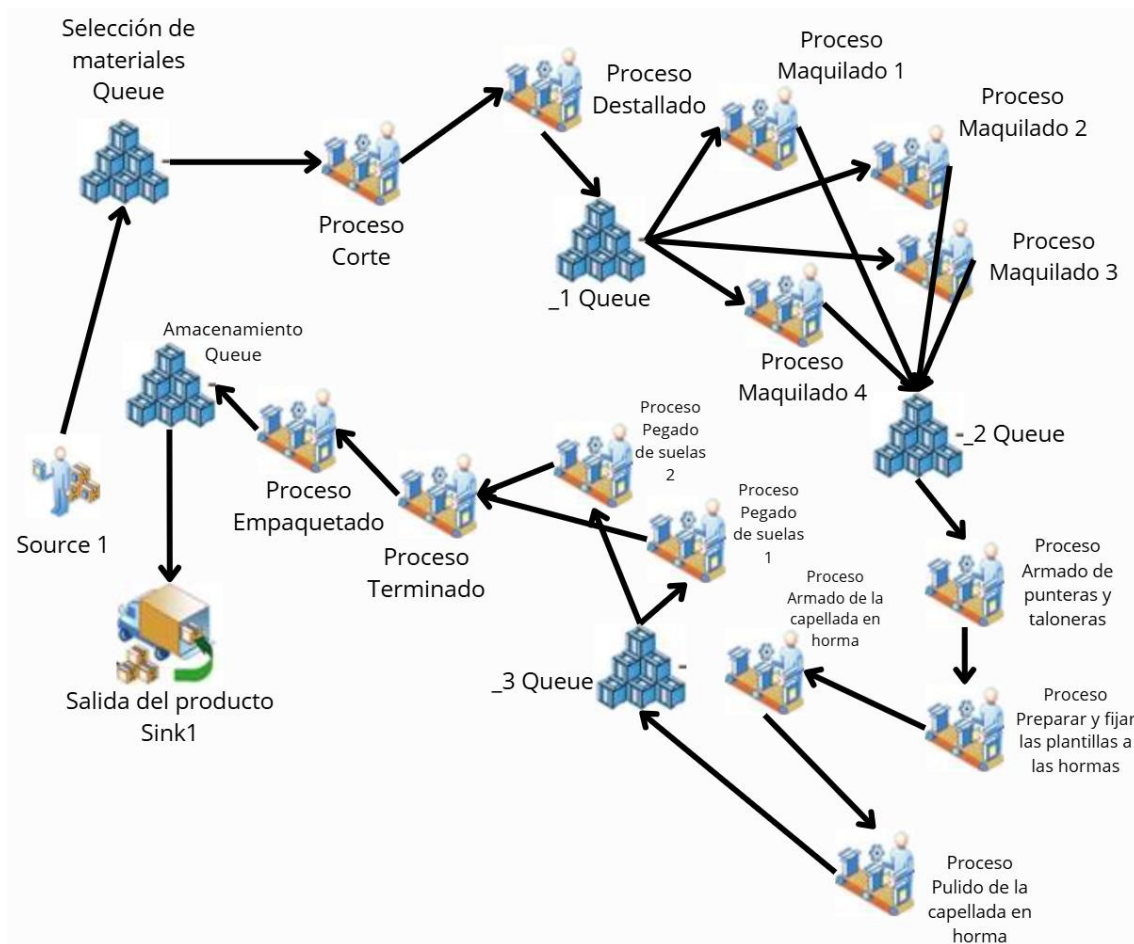 Selección de
materiales
Queue
Proceso
Corte
Proceso
Destallado
_1 Queue
Proceso
Maquilado 1
Proceso
Maquilado 2
Proceso
Maquilado 3
Proceso
Maquilado 4
-_2 Queue
Proceso
Armado de
punteras y
taloneras
Proceso
Preparar y fijar
las plantillas a
las hormas
Proceso
Armado de la
capellada en
horma
Proceso
Pulido de la
capellada en
horma
_3 Queue
Proceso
Pegado
de suelas
1
Proceso
Pegado
de suelas
2
Proceso
Terminado
Proceso
Empaquetado
Amacenamiento
Queue
Source 1
Salida del producto
Sink1